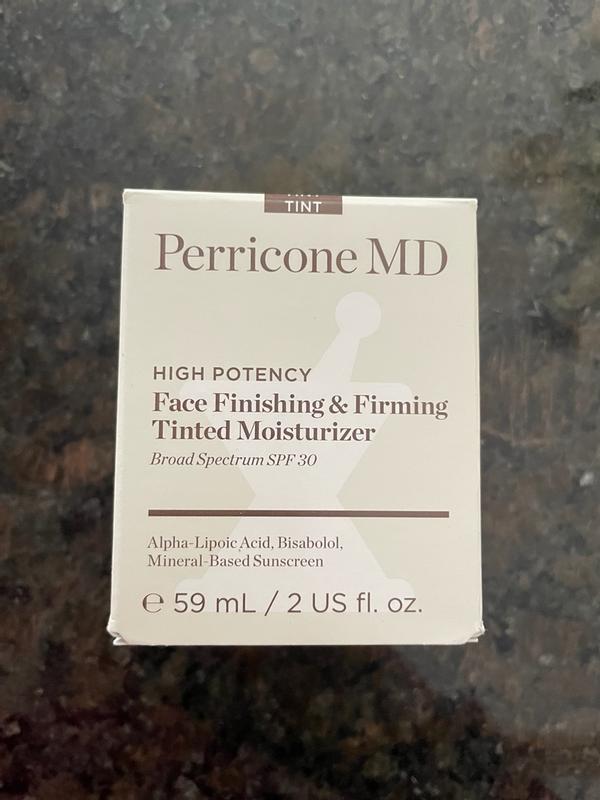 TINT
Perricone MD
HIGH POTENCY
Face Finishing & Firming
Tinted Moisturizer
Broad Spectrum SPF 30
Alpha-Lipoic Acid, Bisabolol,
Mineral-Based Sunscreen
℮ 59 mL / 2 US fl. oz.